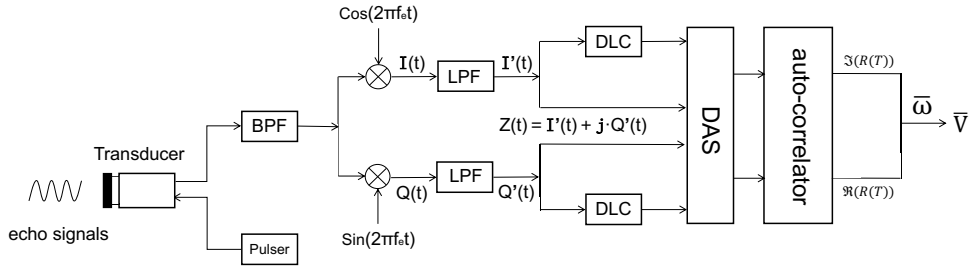 Cos(2πfₑt)
I(t)
LPF
I'(t)
DLC
BPF
Z(t) = I'(t) + j·Q'(t)
DAS
auto-correlator
ℑ(R(T))
ω̅
V̅
ℜ(R(T))
Transducer
echo signals
Pulser
Q(t)
LPF
Q'(t)
DLC
Sin(2πfₑt)